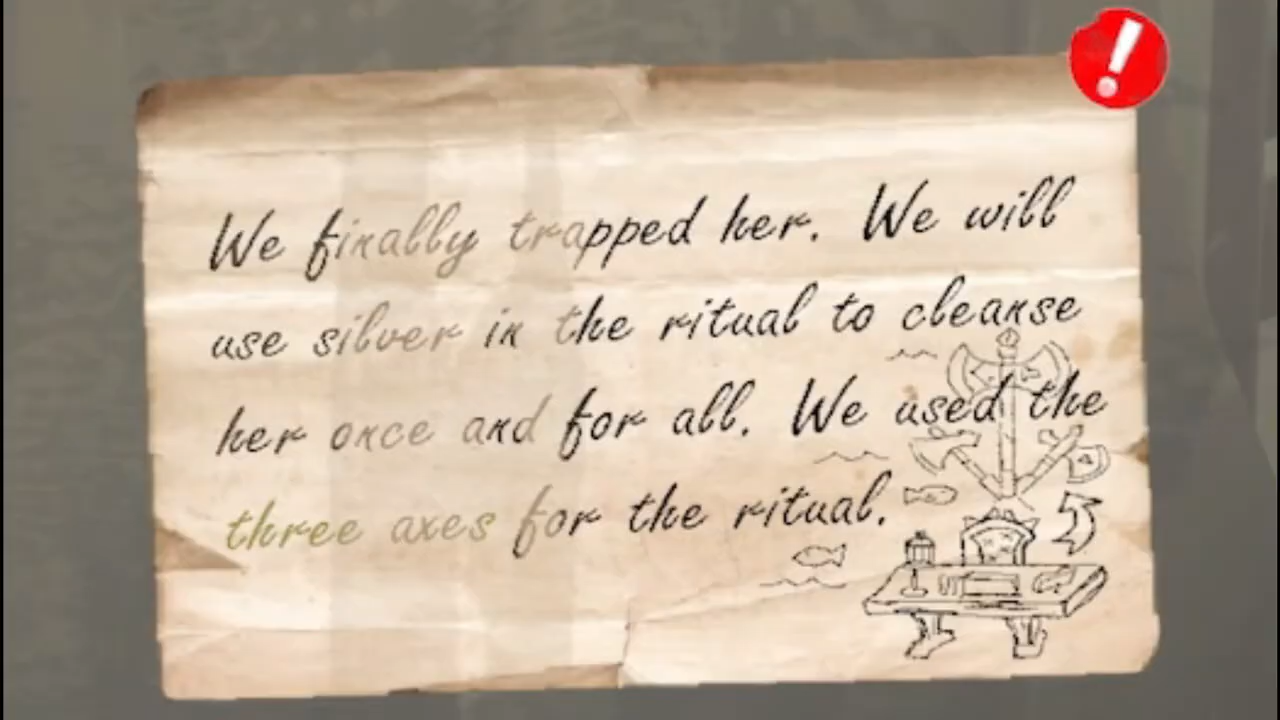 We finally trapped her. We will
use silver in the ritual to cleanse
her once and for all. We used the
three axes for the ritual.